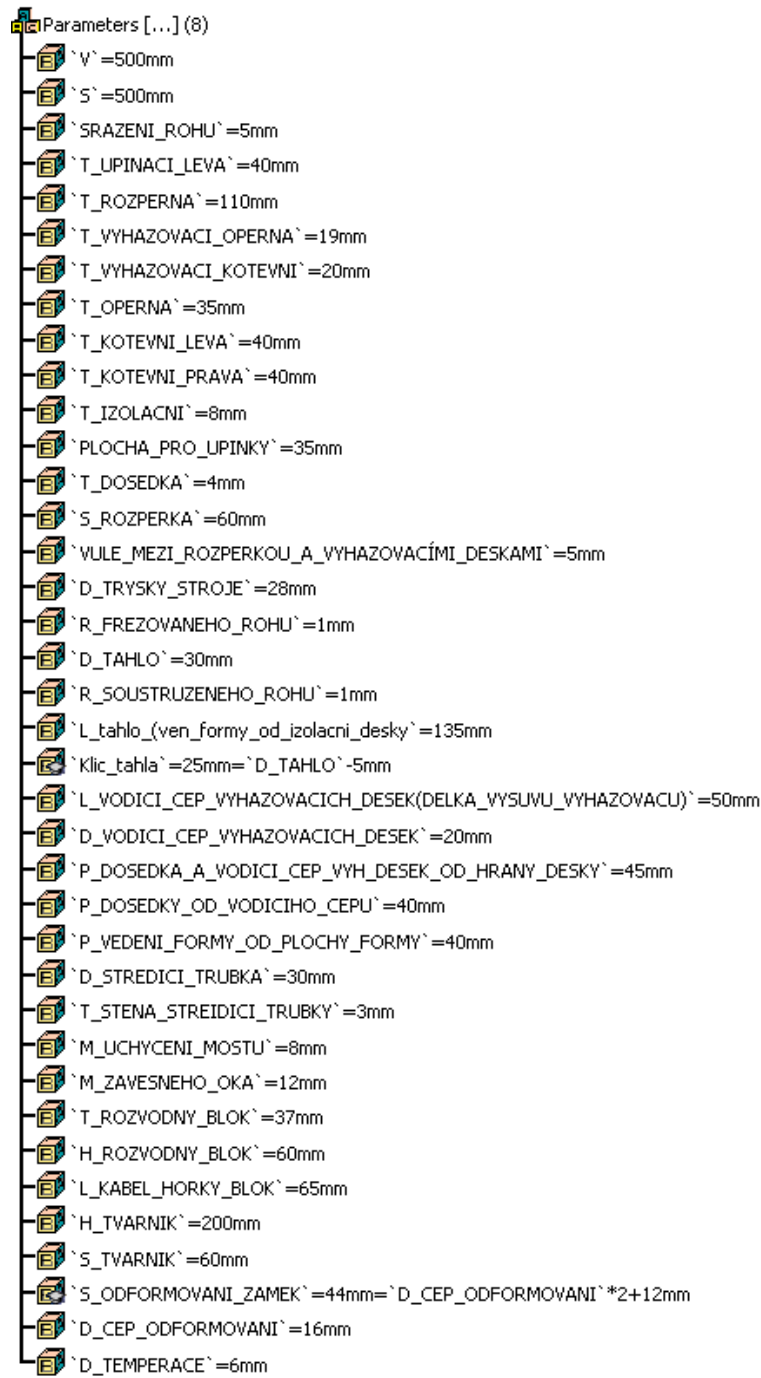 Parameters [...] (8)
`V`=500mm
`S`=500mm
`SRAZENI_ROHU`=5mm
`T_UPINACI_LEVA`=40mm
`T_ROZPERNA`=110mm
`T_VYHAZOVACI_OPERNA`=19mm
`T_VYHAZOVACI_KOTEVNI`=20mm
`T_OPERNA`=35mm
`T_KOTEVNI_LEVA`=40mm
`T_KOTEVNI_PRAVA`=40mm
`T_IZOLACNI`=8mm
`PLOCHA_PRO_UPINKY`=35mm
`T_DOSEDKA`=4mm
`S_ROZPERKA`=60mm
`VULE_MEZI_ROZPERKOU_A_VYHAZOVACÍMI_DESKAMI`=5mm
`D_TRYSKY_STROJE`=28mm
`R_FREZOVANEHO_ROHU`=1mm
`D_TAHLO`=30mm
`R_SOUSTRUZENEHO_ROHU`=1mm
`L_tahlo_(ven_formy_od_izolacni_desky`=135mm
`Klic_tahla`=25mm=`D_TAHLO`-5mm
`L_VODICI_CEP_VYHAZOVACICH_DESEK(DELKA_VYSUVU_VYHAZOVACU)`=50mm
`D_VODICI_CEP_VYHAZOVACICH_DESEK`=20mm
`P_DOSEDKA_A_VODICI_CEP_VYH_DESEK_OD_HRANY_DESKY`=45mm
`P_DOSEDKY_OD_VODICIHO_CEPU`=40mm
`P_VEDENI_FORMY_OD_PLOCHY_FORMY`=40mm
`D_STREDICI_TRUBKA`=30mm
`T_STENA_STREIDICI_TRUBKY`=3mm
`M_UCHYCENI_MOSTU`=8mm
`M_ZAVESNEHO_OKA`=12mm
`T_ROZVODNY_BLOK`=37mm
`H_ROZVODNY_BLOK`=60mm
`L_KABEL_HORKY_BLOK`=65mm
`H_TVARNIK`=200mm
`S_TVARNIK`=60mm
`S_ODFORMOVANI_ZAMEK`=44mm=`D_CEP_ODFORMOVANI`*2+12mm
`D_CEP_ODFORMOVANI`=16mm
`D_TEMPERACE`=6mm